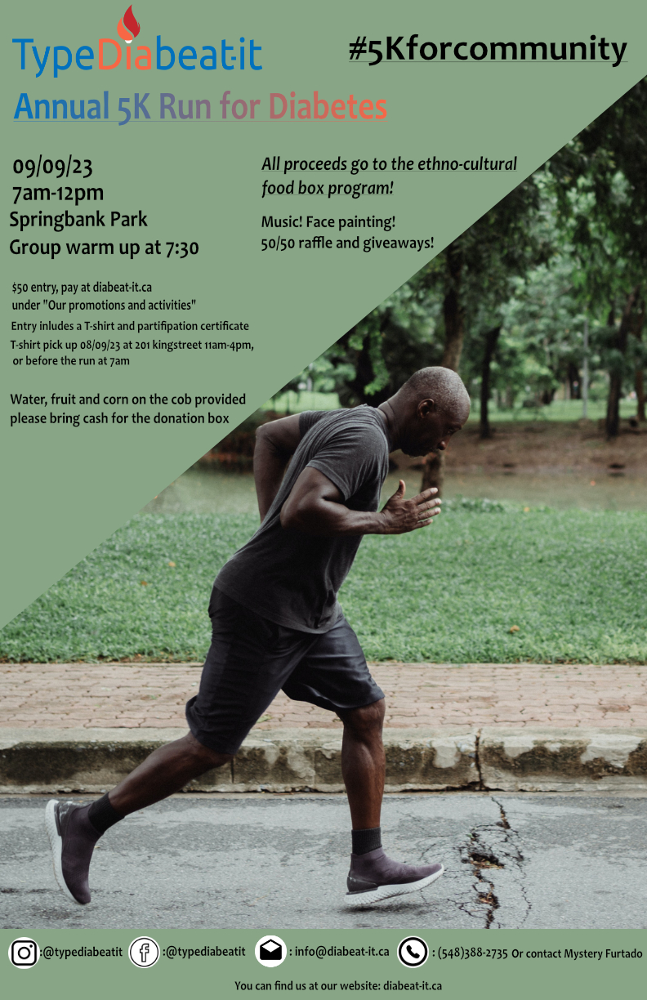 TypeDiabeat-it
#5Kforcommunity
Annual 5K Run for Diabetes
09/09/23
7am-12pm
Springbank Park
Group warm up at 7:30
All proceeds go to the ethno-cultural
food box program!
Music! Face painting!
50/50 raffle and giveaways!
$50 entry, pay at diabeat-it.ca
under "Our promotions and activities"
Entry inludes a T-shirt and partifipation certificate
T-shirt pick up 08/09/23 at 201 kingstreet 11am-4pm,
or before the run at 7am
Water, fruit and corn on the cob provided
please bring cash for the donation box
:@typediabeatit :@typediabeatit : info@diabeat-it.ca : (548)388-2735 Or contact Mystery Furtado
You can find us at our website: diabeat-it.ca